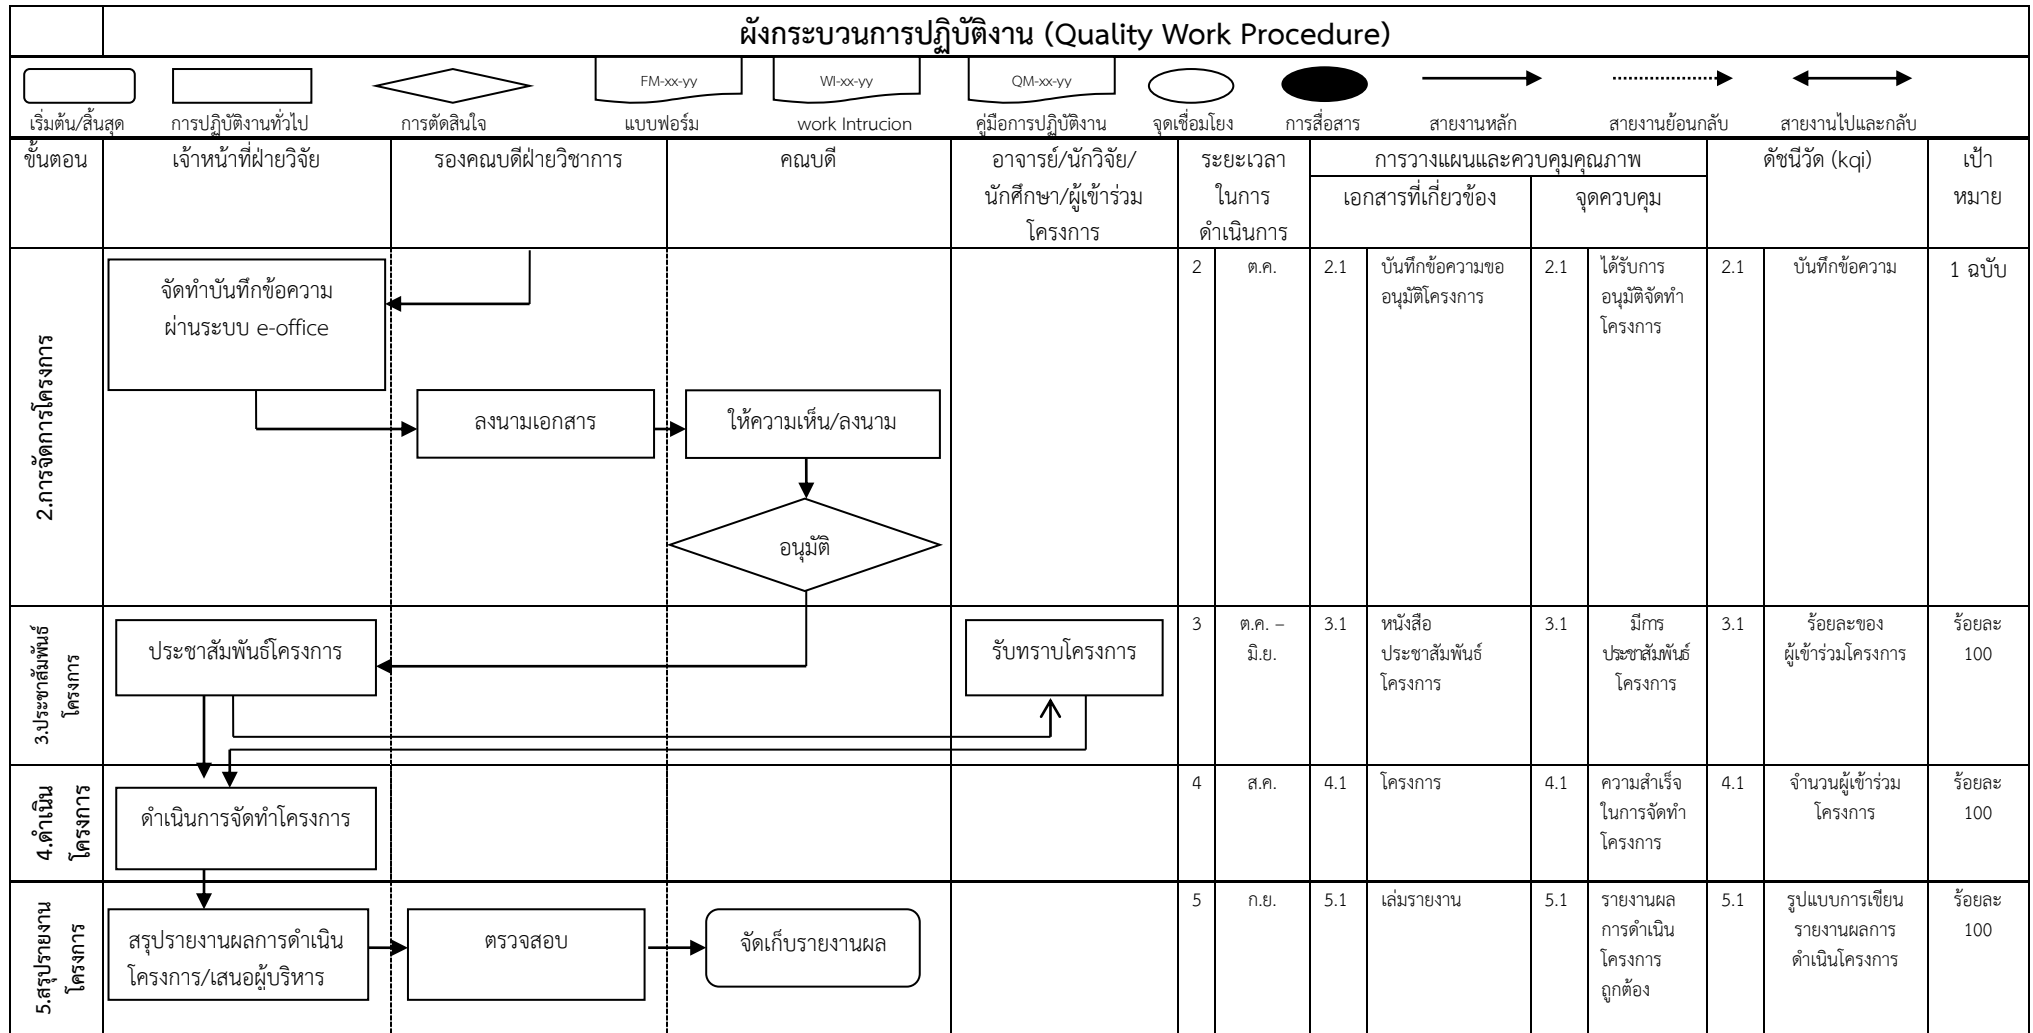 ผังกระบวนการปฏิบัติงาน (Quality Work Procedure)
FM-xx-yy
WI-xx-yy
QM-xx-yy
เริ่มต้น/สิ้นสุด
การปฏิบัติงานทั่วไป
การตัดสินใจ
แบบฟอร์ม
work Intrucion
คู่มือการปฏิบัติงาน
จุดเชื่อมโยง
การสื่อสาร
สายงานหลัก
สายงานย้อนกลับ
สายงานไปและกลับ
ขั้นตอน
เจ้าหน้าที่ฝ่ายวิจัย
รองคณบดีฝ่ายวิชาการ
คณบดี
อาจารย์/นักวิจัย/
นักศึกษา/ผู้เข้าร่วม
โครงการ
ระยะเวลา
ในการ
ดำเนินการ
การวางแผนและควบคุมคุณภาพ
เอกสารที่เกี่ยวข้อง
จุดควบคุม
ดัชนีวัด (kqi)
เป้า
หมาย
2.การจัดการโครงการ
จัดทำบันทึกข้อความ
ผ่านระบบ e-office
ลงนามเอกสาร
ให้ความเห็น/ลงนาม
อนุมัติ
2
ต.ค.
2.1
บันทึกข้อความขอ
อนุมัติโครงการ
2.1
ได้รับการ
อนุมัติจัดทำ
โครงการ
2.1
บันทึกข้อความ
1 ฉบับ
3.ประชาสัมพันธ์
โครงการ
ประชาสัมพันธ์โครงการ
รับทราบโครงการ
3
ต.ค. –
มิ.ย.
3.1
หนังสือ
ประชาสัมพันธ์
โครงการ
3.1
มีการ
ประชาสัมพันธ์
โครงการ
3.1
ร้อยละของ
ผู้เข้าร่วมโครงการ
ร้อยละ
100
4.ดำเนิน
โครงการ
ดำเนินการจัดทำโครงการ
4
ส.ค.
4.1
โครงการ
4.1
ความสำเร็จ
ในการจัดทำ
โครงการ
4.1
จำนวนผู้เข้าร่วม
โครงการ
ร้อยละ
100
5.สรุปรายงาน
โครงการ
สรุปรายงานผลการดำเนิน
โครงการ/เสนอผู้บริหาร
ตรวจสอบ
จัดเก็บรายงานผล
5
ก.ย.
5.1
เล่มรายงาน
5.1
รายงานผล
การดำเนิน
โครงการ
ถูกต้อง
5.1
รูปแบบการเขียน
รายงานผลการ
ดำเนินโครงการ
ร้อยละ
100